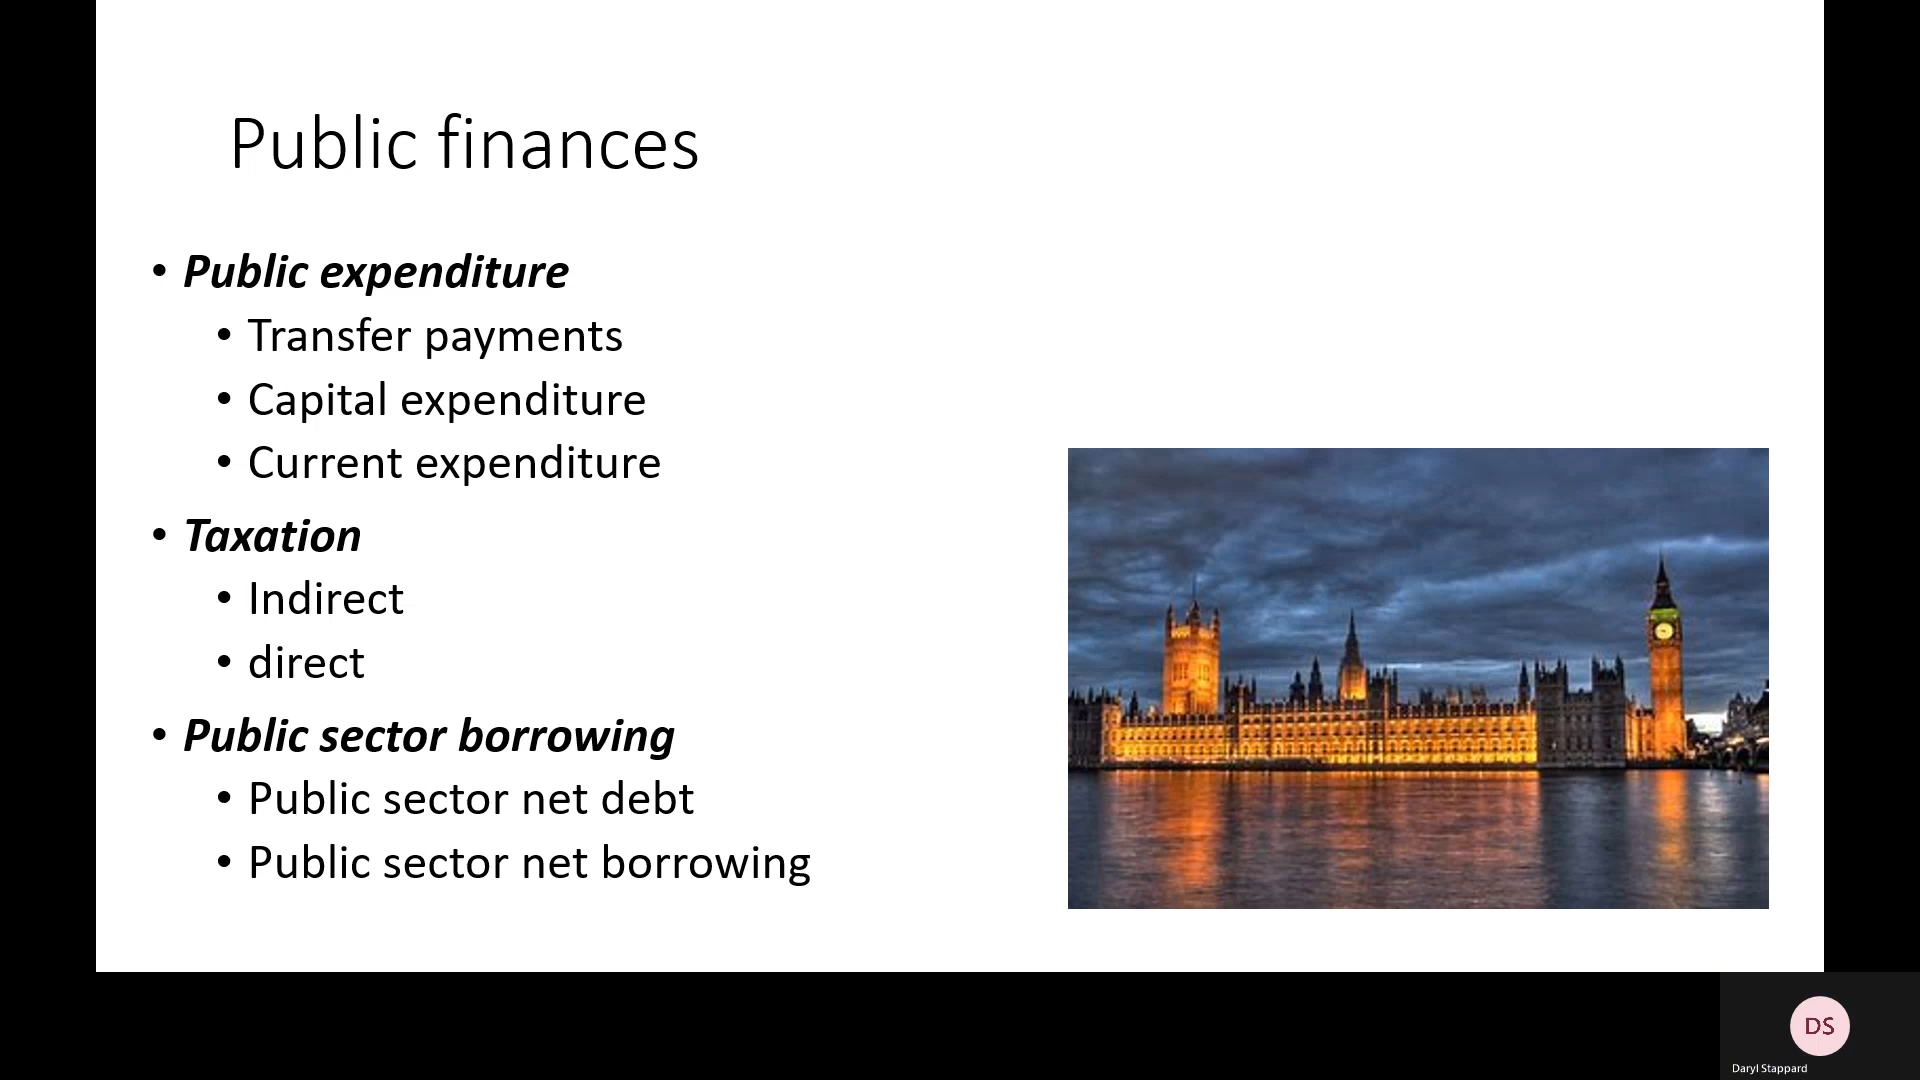 Public finances
• Public expenditure
• Transfer payments
• Capital expenditure
• Current expenditure
• Taxation
• Indirect
• direct
• Public sector borrowing
• Public sector net debt
• Public sector net borrowing
DS
Daryl Stappard